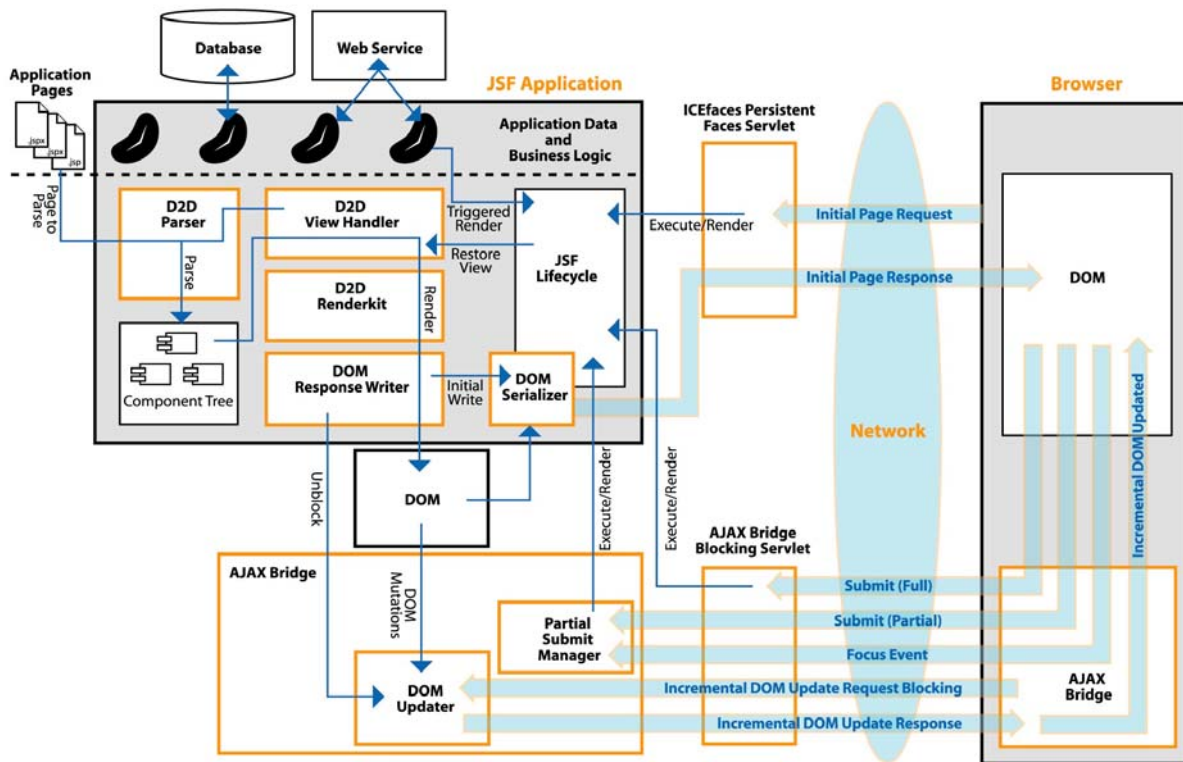 Database
Web Service
Application
Pages
JSF Application
Browser
ICEfaces Persistent
Faces Servlet
.jspx
.jspx
.jsp
Application Data
and
Business Logic
Page to
Parse
D2D
Parser
D2D
View Handler
Triggered
Render
Execute/Render
Initial Page Request
Restore
View
JSF
Lifecycle
Initial Page Response
DOM
Parse
D2D
Renderkit
Render
Component Tree
DOM
Response Writer
Initial
Write
DOM
Serializer
Network
Incremental DOM Updated
Unblock
DOM
Execute/Render
Execute/Render
AJAX Bridge
Blocking Servlet
AJAX Bridge
DOM
Mutations
Submit (Full)
Partial
Submit
Manager
Submit (Partial)
Focus Event
DOM
Updater
Incremental DOM Update Request Blocking
Incremental DOM Update Response
AJAX
Bridge